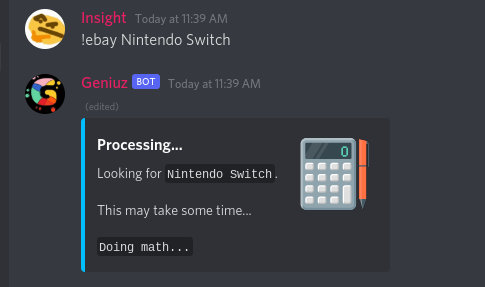 Insight Today at 11:39 AM
!ebay Nintendo Switch
Geniuz BOT Today at 11:39 AM
(edited)
Processing...
Looking for Nintendo Switch.
This may take some time...
Doing math...
G
0